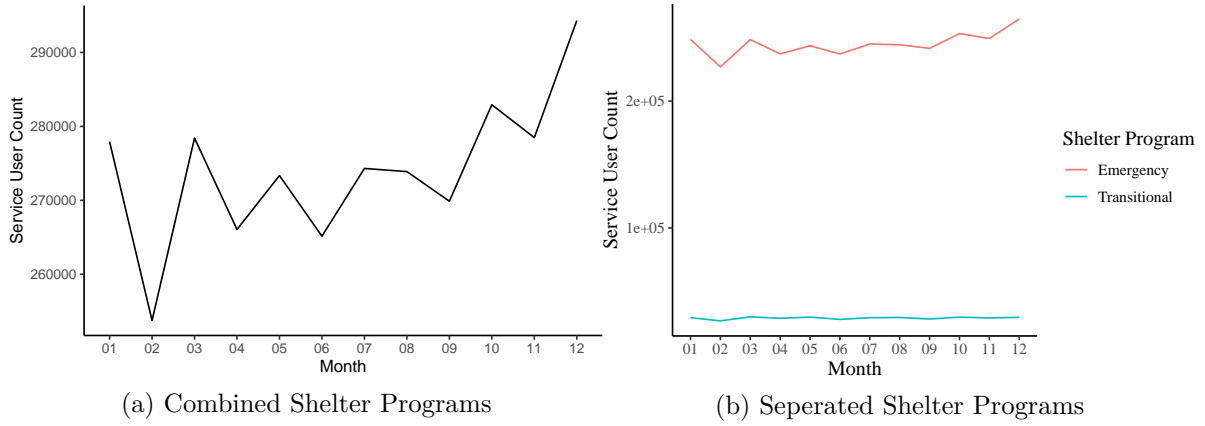 Service User Count
290000
280000
270000
260000
01 02 03 04 05 06 07 08 09 10 11 12
Month
(a) Combined Shelter Programs
Service User Count
2e+05
1e+05
01 02 03 04 05 06 07 08 09 10 11 12
Month
Shelter Program
Emergency
Transitional
(b) Seperated Shelter Programs